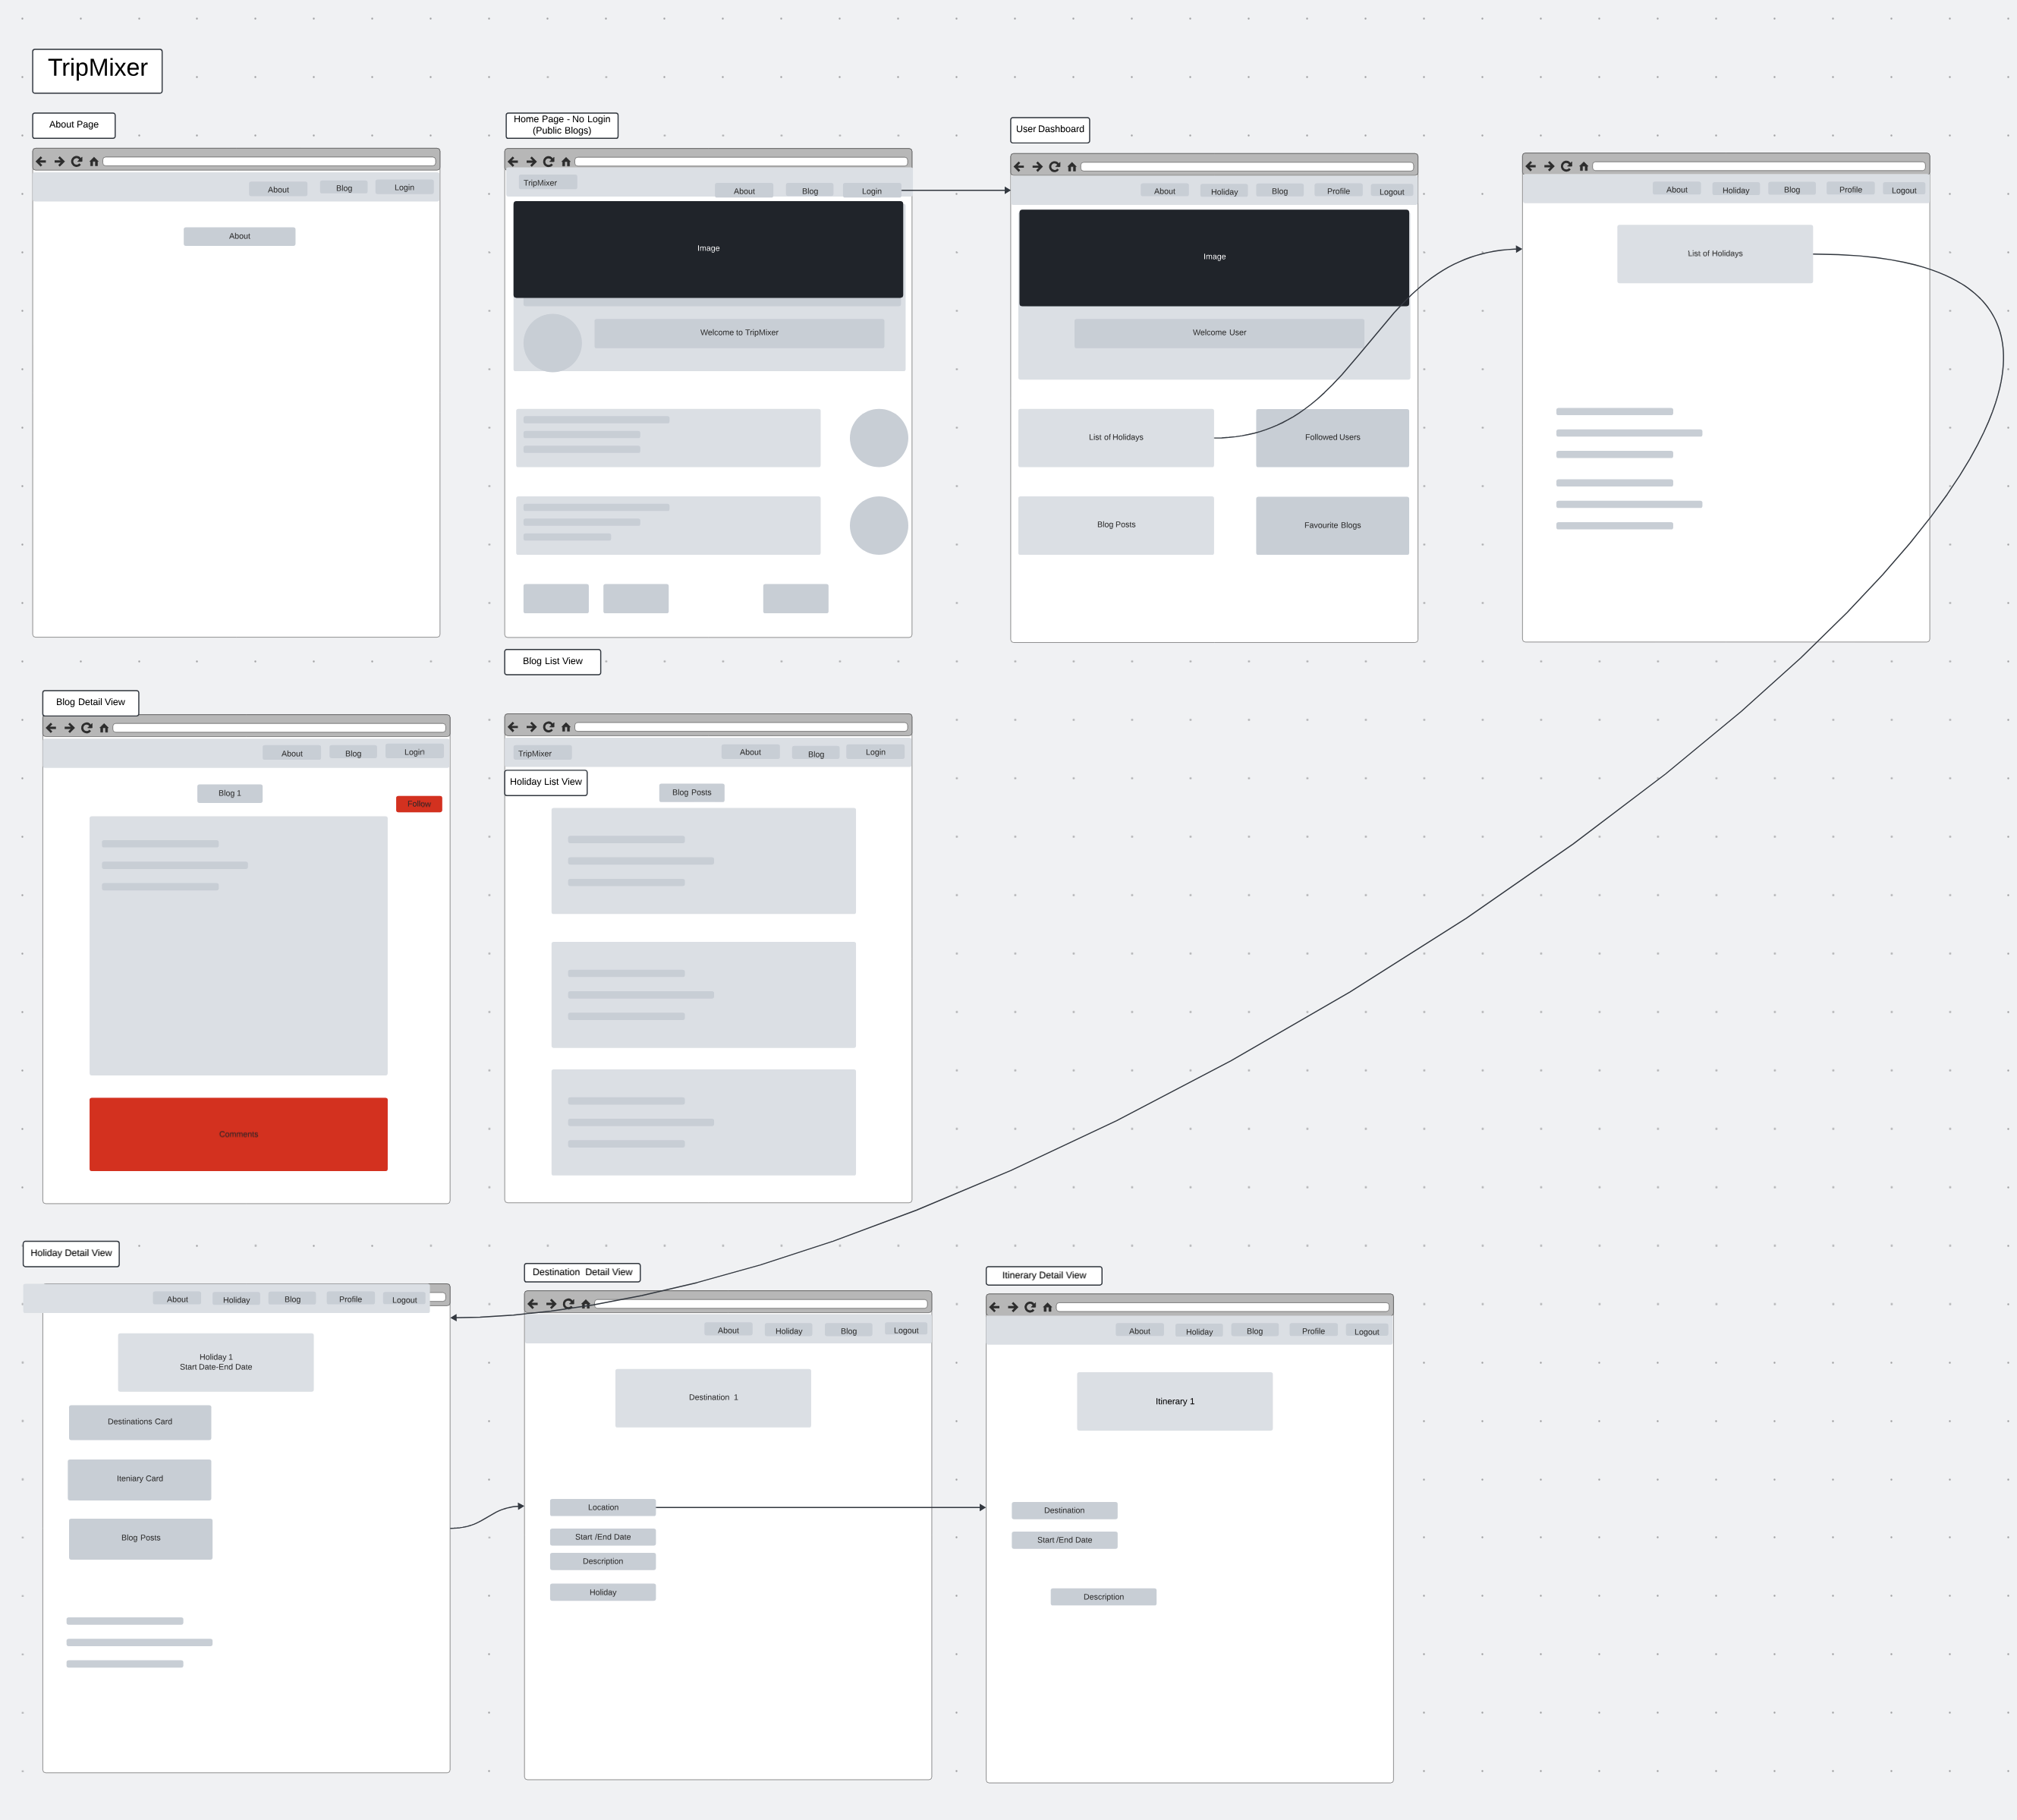 TripMixer
About Page
About
Blog
Login
About
Home Page - No Login
(Public Blogs)
TripMixer
About
Blog
Login
Image
Welcome to TripMixer
User Dashboard
About
Holiday
Blog
Profile
Logout
Image
Welcome User
List of Holidays
Followed Users
Blog Posts
Favourite Blogs
About
Holiday
Blog
Profile
Logout
List of Holidays
Blog Detail View
About
Blog
Login
Blog 1
Follow
Comments
Blog List View
TripMixer
About
Blog
Login
Holiday List View
Blog Posts
Holiday Detail View
About
Holiday
Blog
Profile
Logout
Holiday 1
Start Date-End Date
Destinations Card
Iteniary Card
Blog Posts
Destination  Detail View
About
Holiday
Blog
Logout
Destination  1
Location
Start /End Date
Description
Holiday
Itinerary Detail View
About
Holiday
Blog
Profile
Logout
Itinerary 1
Destination
Start /End Date
Description